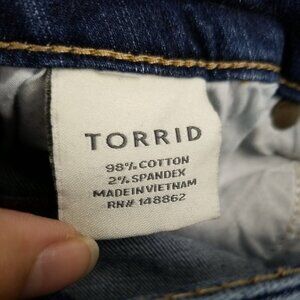 TORRID
98% COTTON
2% SPANDEX
MADE IN VIETNAM
RN# 148862